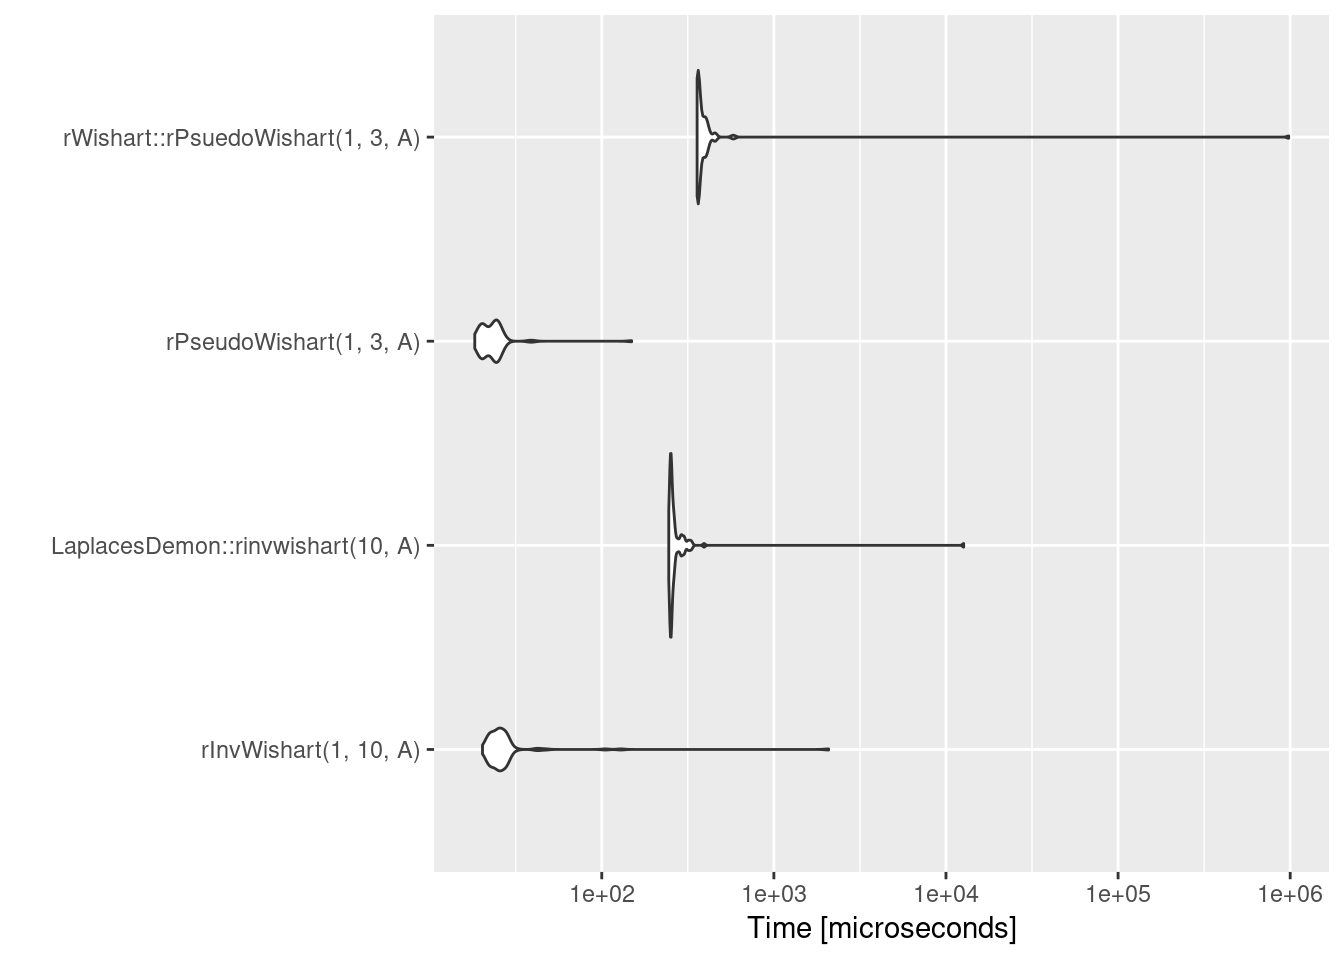 rWishart::rPsuedoWishart(1, 3, A)
rPseudoWishart(1, 3, A)
LaplacesDemon::rinvwishart(10, A)
rInvWishart(1, 10, A)
1e+02 1e+03 1e+04 1e+05 1e+06
Time [microseconds]